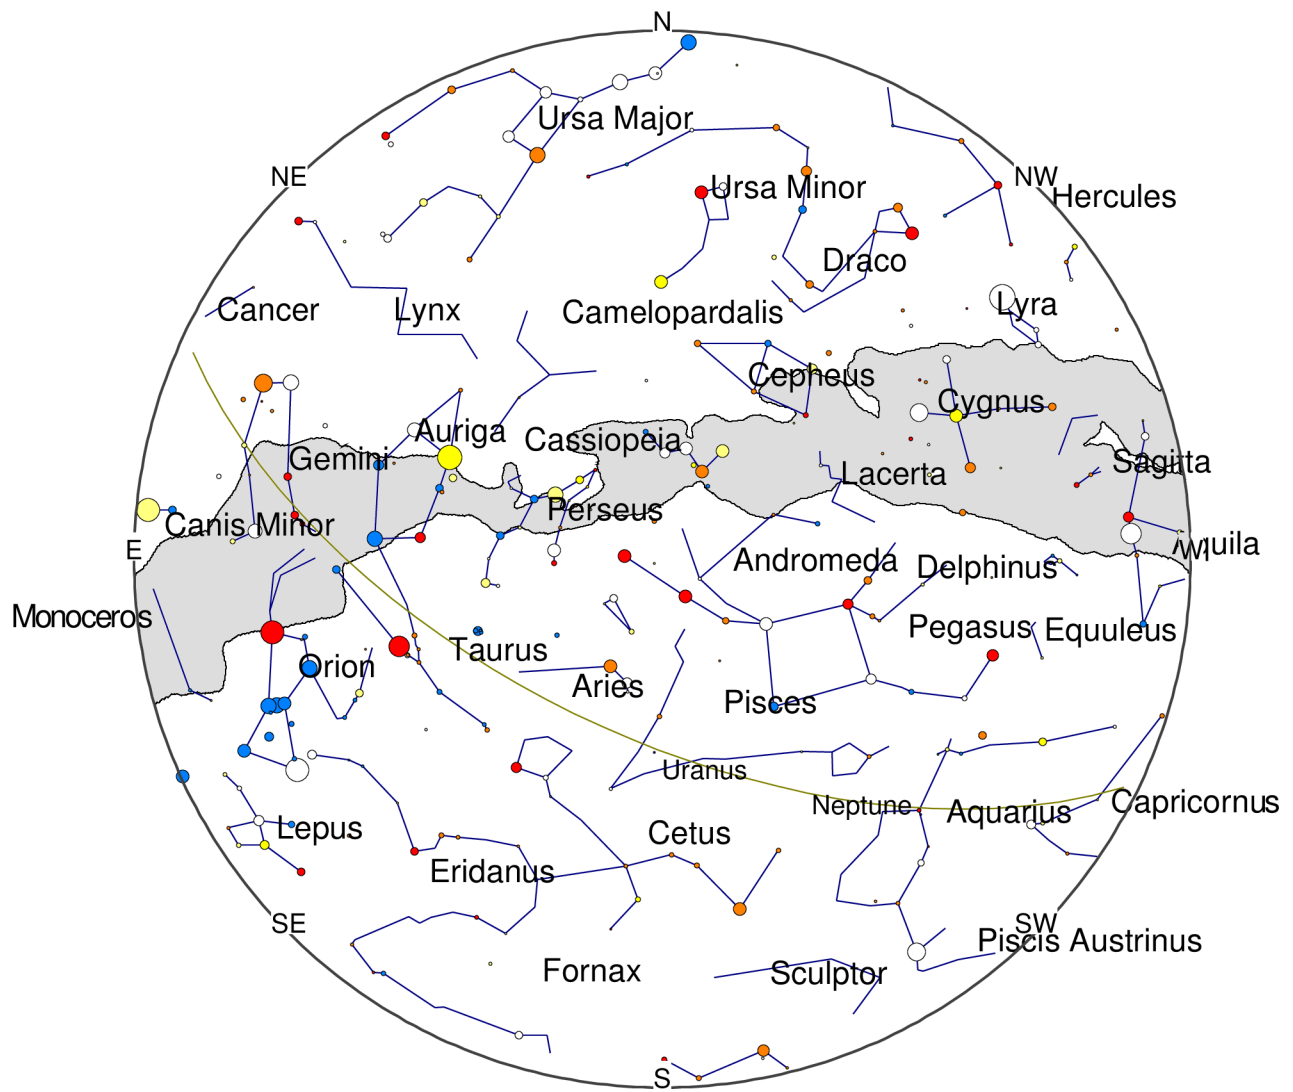 N
Ursa Major
NE
NW
Ursa Minor
Hercules
Draco
Cancer
Lynx
Camelopardalis
Lyra
Cepheus
Cygnus
Auriga
Cassiopeia
Gemini
Lacerta
Sagitta
Perseus
Canis Minor
E
Andromeda
Delphinus
W
Aquila
Monoceros
Pegasus
Equuleus
Taurus
Orion
Aries
Pisces
Uranus
Neptune
Aquarius
Capricornus
Lepus
Cetus
Eridanus
SE
SW
Piscis Austrinus
Fornax
Sculptor
S